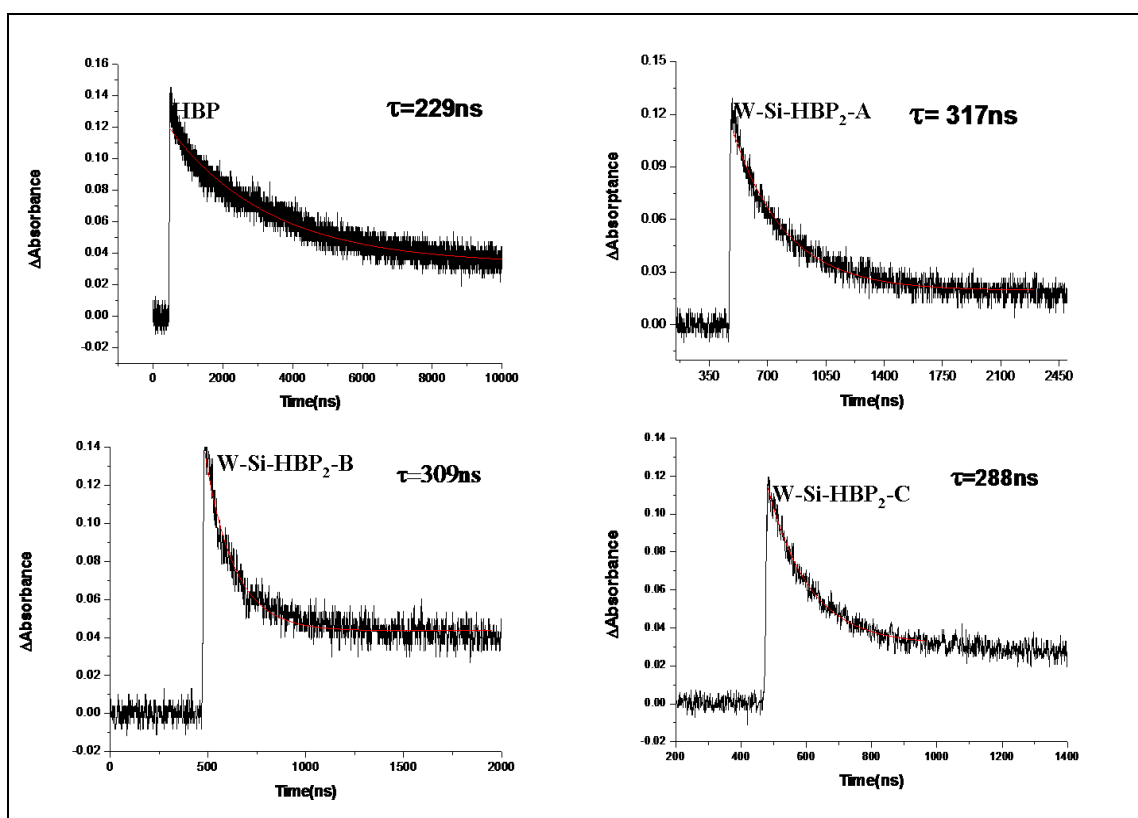 0.16
0.14
0.12
0.10
0.08
0.06
0.04
0.02
0.00
-0.02
ΔAbsorbance
HBP
τ=229ns
0 2000 4000 6000 8000 10000
Time(ns)
0.15
0.12
0.09
0.06
0.03
0.00
ΔAbsorptance
W-Si-HBP₂-A
τ= 317ns
350 700 1050 1400 1750 2100 2450
Time(ns)
0.14
0.12
0.10
0.08
0.06
0.04
0.02
0.00
-0.02
ΔAbsorbance
W-Si-HBP₂-B
τ=309ns
0 500 1000 1500 2000
Time(ns)
0.14
0.12
0.10
0.08
0.06
0.04
0.02
0.00
-0.02
ΔAbsorbance
W-Si-HBP₂-C
τ=288ns
200 400 600 800 1000 1200 1400
Time(ns)